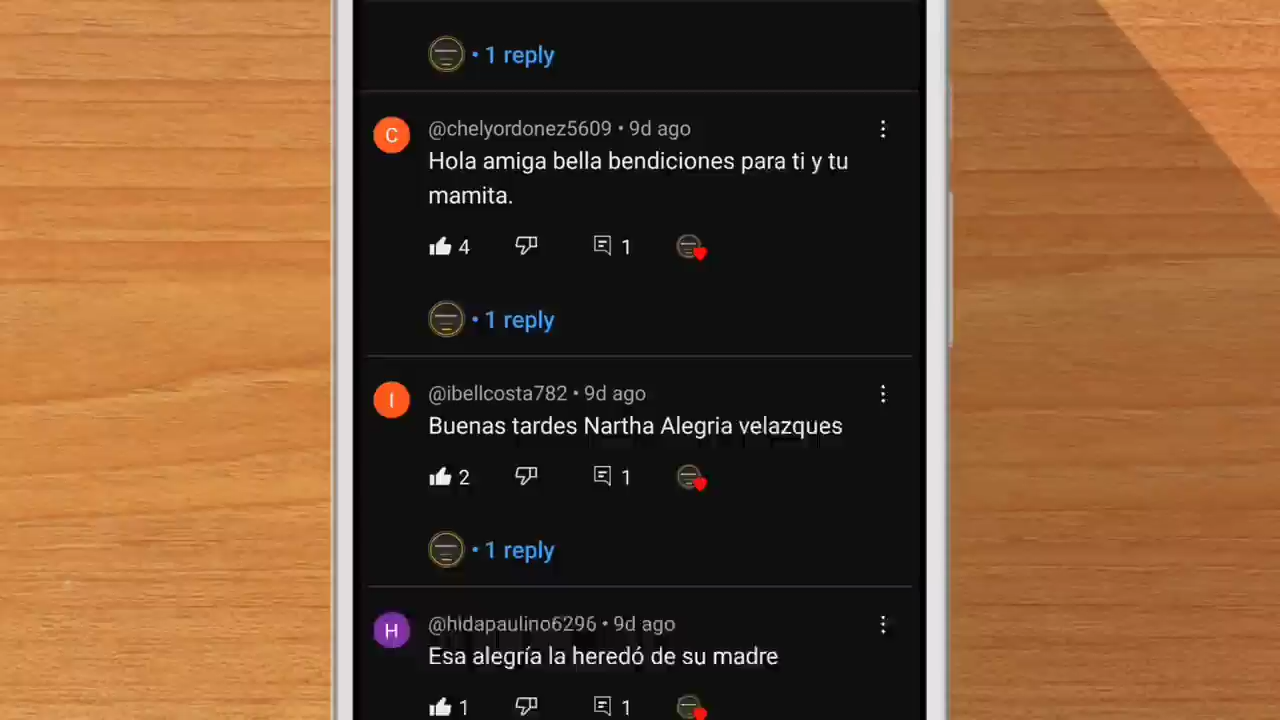 • 1 reply
C
@chelyordonez5609 • 9d ago
Hola amiga bella bendiciones para ti y tu
mamita.
4
1
• 1 reply
I
@ibellcosta782 • 9d ago
Buenas tardes Nartha Alegria velazques
2
1
• 1 reply
H
@hidapaulino6296 • 9d ago
Esa alegría la heredó de su madre
1
1